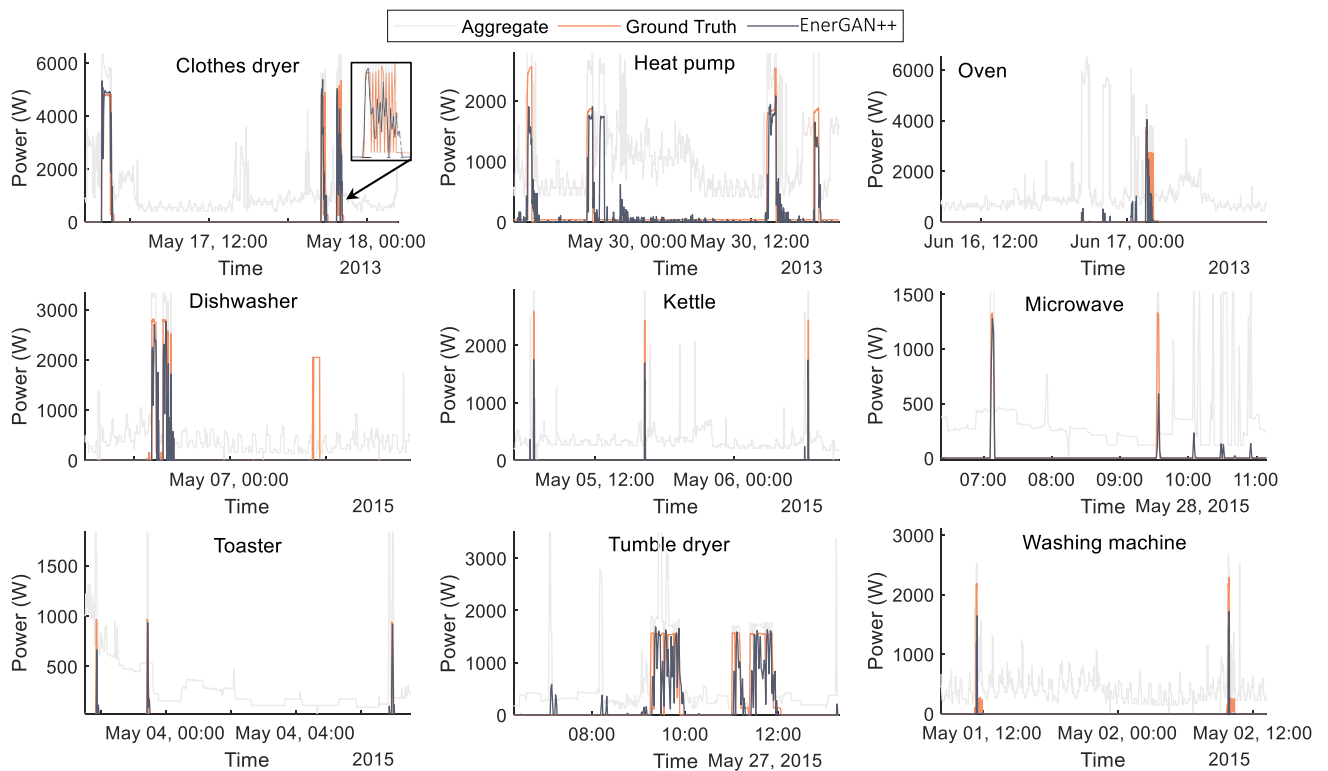 Aggregate Ground Truth EnerGAN++
Clothes dryer
Power (W)
6000
4000
2000
0
May 17, 12:00 May 18, 00:00
Time 2013
Heat pump
Power (W)
2000
1000
0
May 30, 00:00 May 30, 12:00
Time 2013
Oven
Power (W)
6000
4000
2000
0
Jun 16, 12:00 Jun 17, 00:00
Time 2013
Dishwasher
Power (W)
3000
2000
1000
0
May 07, 00:00
Time 2015
Kettle
Power (W)
2000
1000
0
May 05, 12:00 May 06, 00:00
Time 2015
Microwave
Power (W)
1500
1000
500
0
07:00 08:00 09:00 10:00 11:00
Time May 28, 2015
Toaster
Power (W)
1500
1000
500
May 04, 00:00 May 04, 04:00
Time 2015
Tumble dryer
Power (W)
3000
2000
1000
0
08:00 10:00 12:00
Time May 27, 2015
Washing machine
Power (W)
3000
2000
1000
0
May 01, 12:00 May 02, 00:00 May 02, 12:00
Time 2015